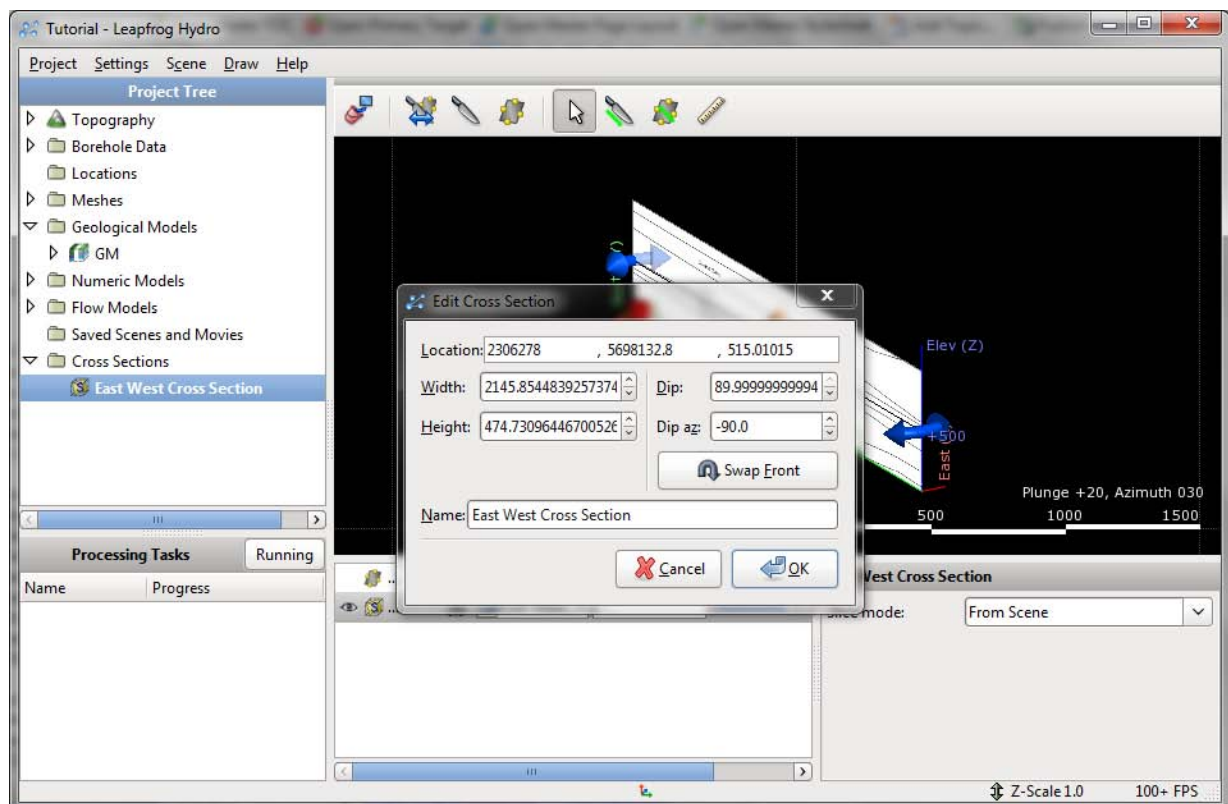 Tutorial - Leapfrog Hydro
Project Settings Scene Draw Help
Project Tree
Topography
Borehole Data
Locations
Meshes
Geological Models
GM
Numeric Models
Flow Models
Saved Scenes and Movies
Cross Sections
East West Cross Section
Processing Tasks Running
Name Progress
Edit Cross Section
Location: 2306278 , 5698132.8 , 515.01015
Width: 2145.8544839257374 Dip: 89.99999999994
Height: 474.73096446700526 Dip az: -90.0
Swap Front
Name: East West Cross Section
Cancel OK
Elev (Z)
+500
East
Plunge +20, Azimuth 030
500 1000 1500
West Cross Section
Slice mode: From Scene
Z-Scale 1.0 100+ FPS